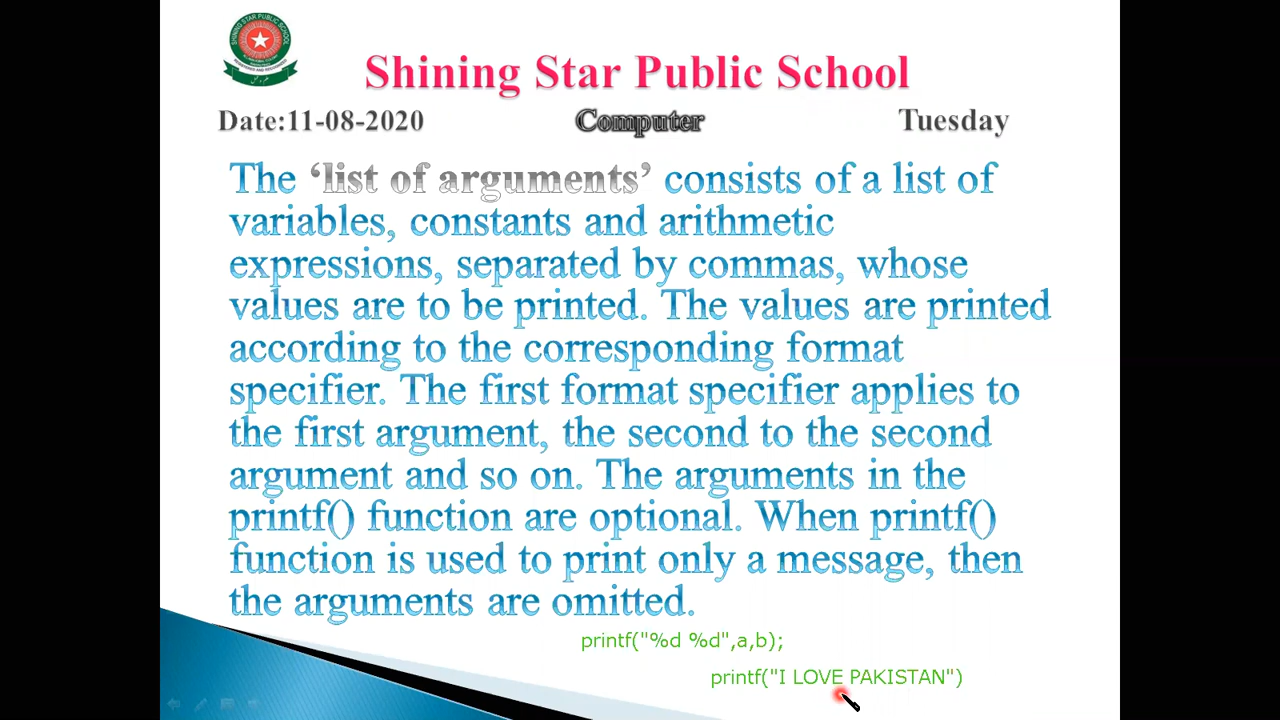 SHINING STAR PUBLIC SCHOOL
Shining Star Public School
Date:11-08-2020 Computer Tuesday
The ‘list of arguments’ consists of a list of
variables, constants and arithmetic
expressions, separated by commas, whose
values are to be printed. The values are printed
according to the corresponding format
specifier. The first format specifier applies to
the first argument, the second to the second
argument and so on. The arguments in the
printf() function are optional. When printf()
function is used to print only a message, then
the arguments are omitted.
printf("%d %d",a,b);
printf("I LOVE PAKISTAN")